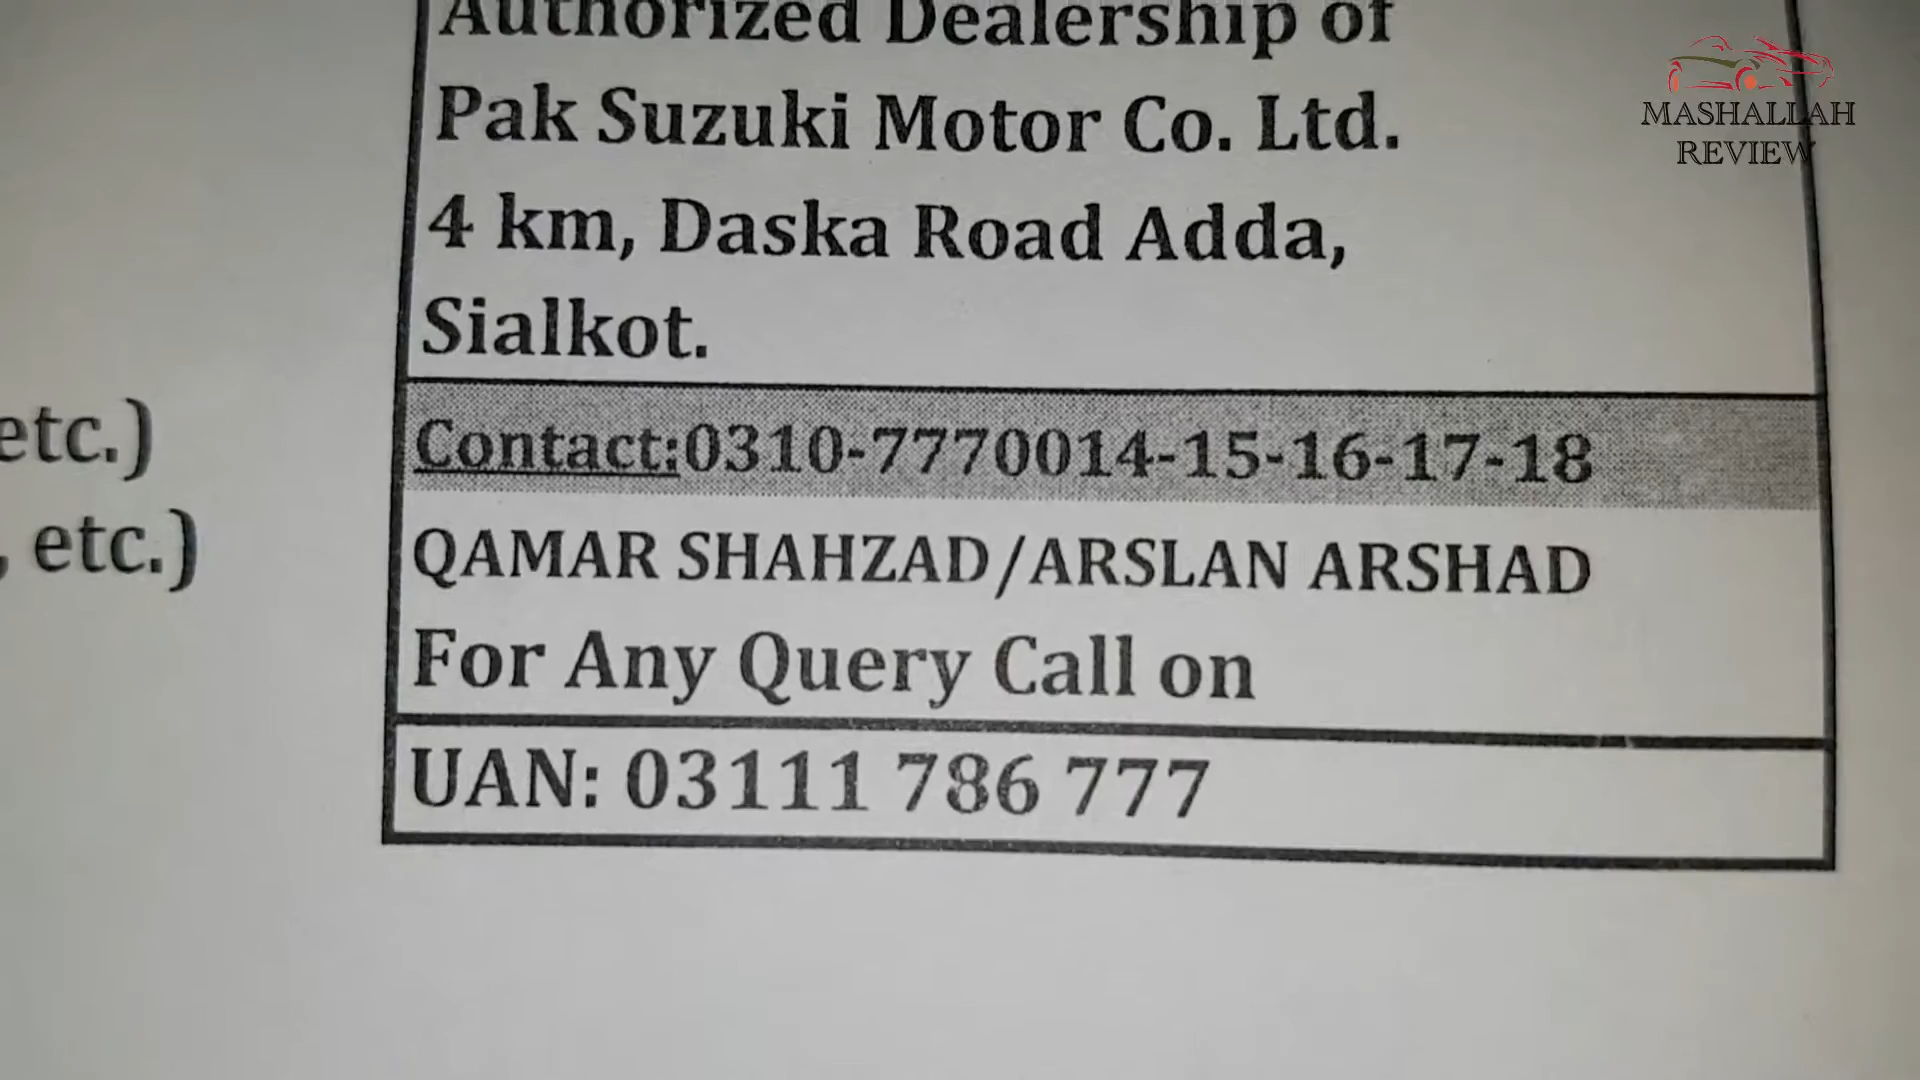 Authorized Dealership of
Pak Suzuki Motor Co. Ltd.
4 km, Daska Road Adda,
Sialkot.
etc.)
Contact:0310-7770014-15-16-17-18
, etc.)
QAMAR SHAHZAD/ARSLAN ARSHAD
For Any Query Call on
UAN: 03111 786 777
MASHALLAH
REVIEW